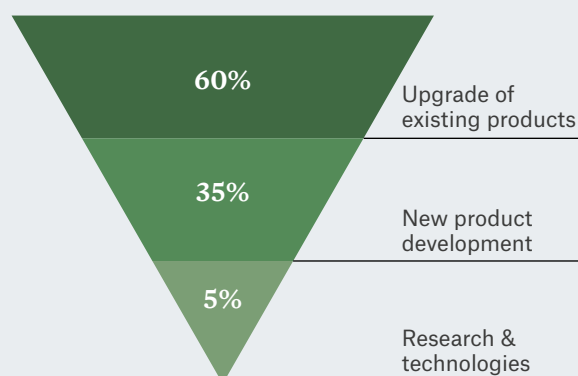 60%
Upgrade of
existing products
35%
New product
development
5%
Research &
technologies